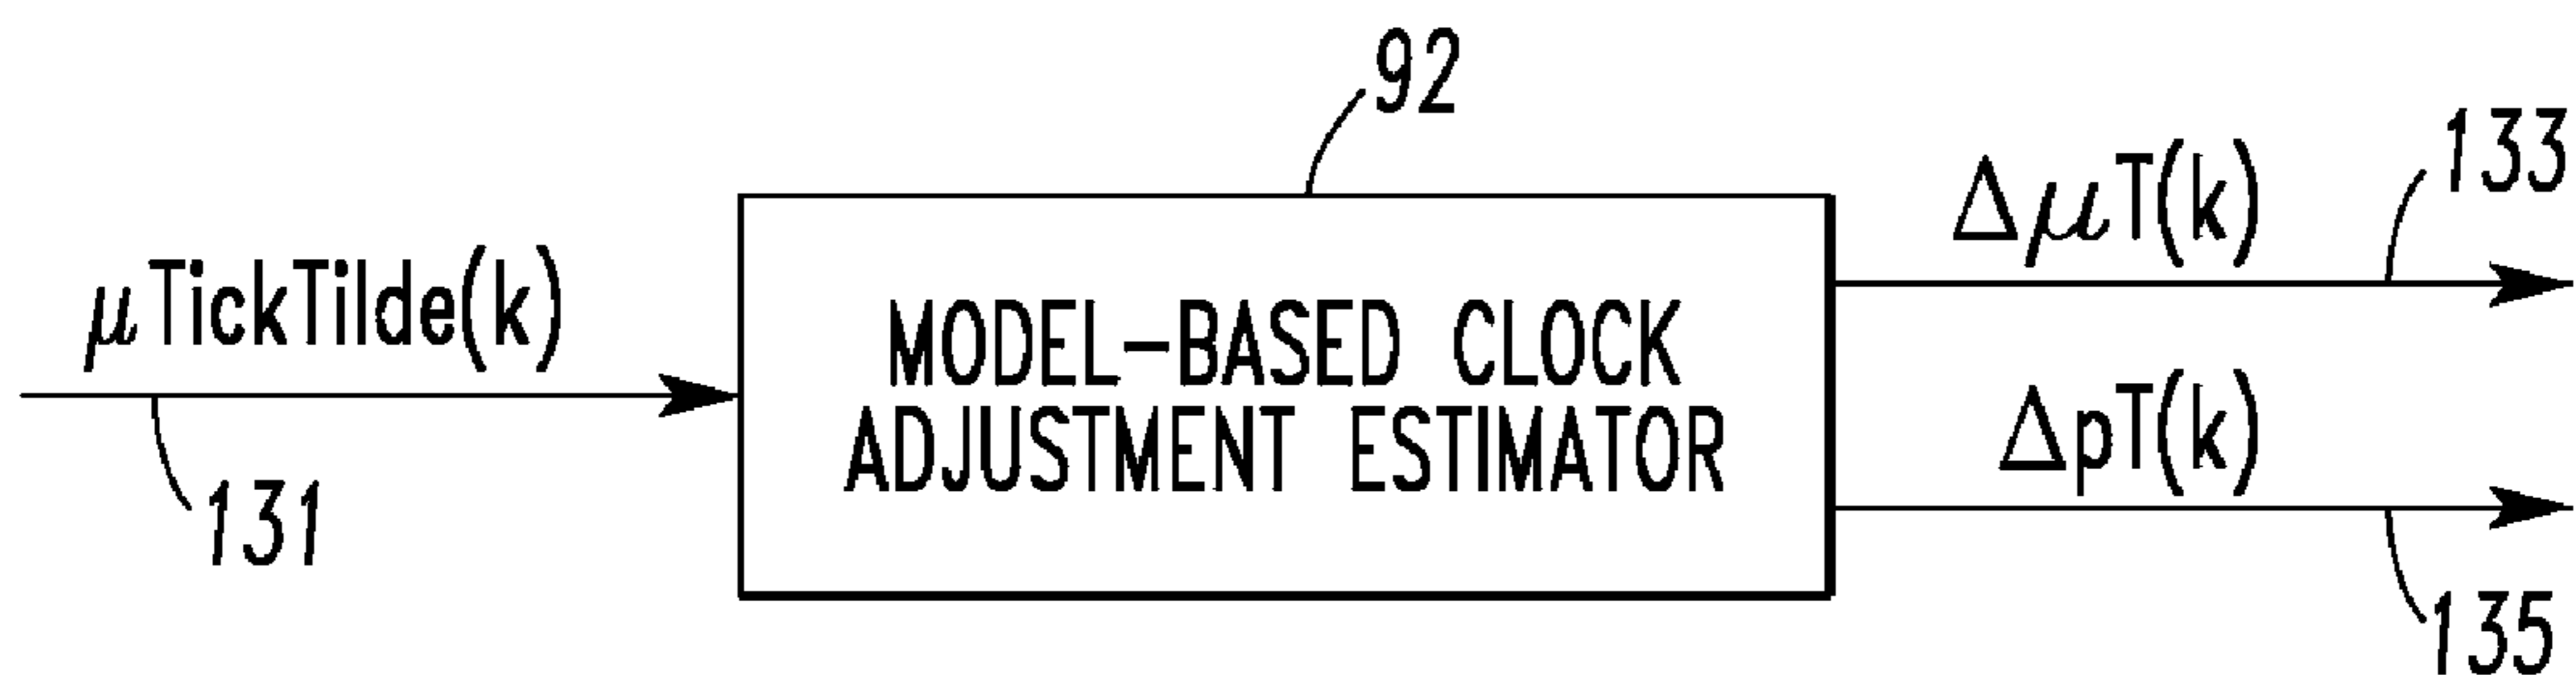 92
133
ΔμT(k)
μTickTilde(k)
MODEL-BASED CLOCK
ADJUSTMENT ESTIMATOR
ΔpT(k)
131
135